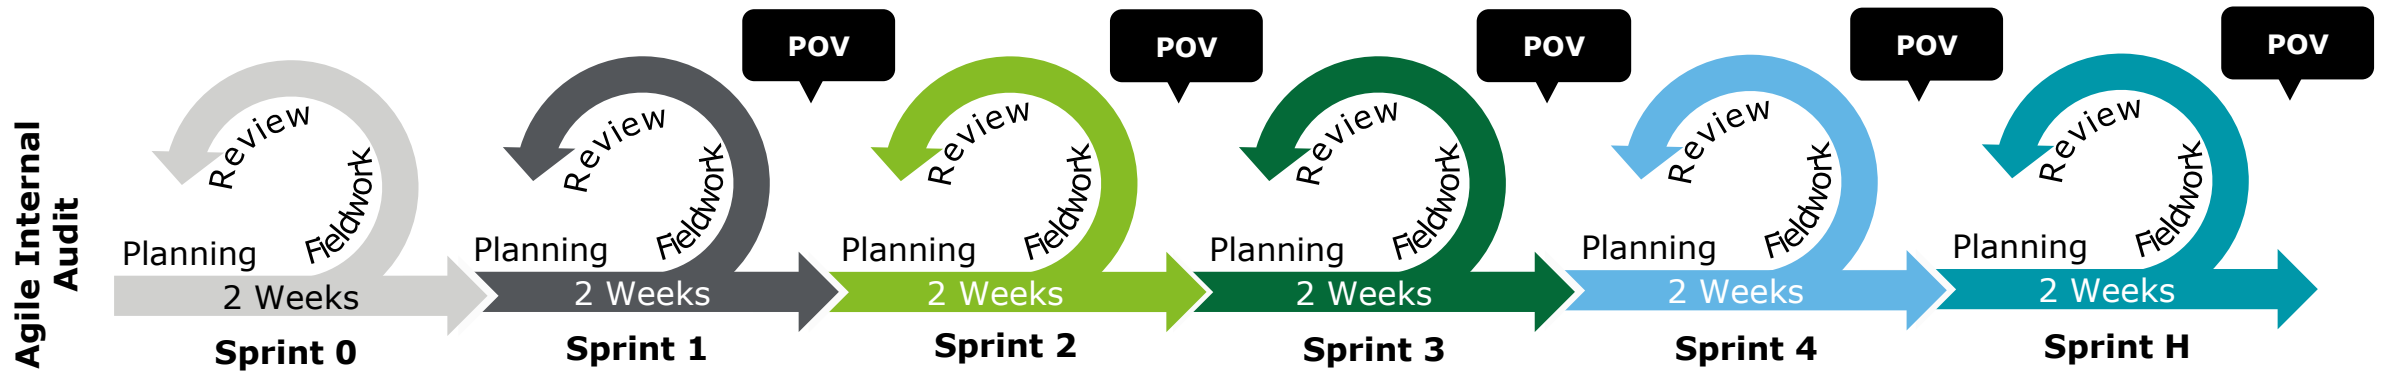 Agile Internal
Audit
Planning
Fieldwork
Review
2 Weeks
Sprint 0
Planning
Fieldwork
Review
2 Weeks
Sprint 1
POV
Planning
Fieldwork
Review
2 Weeks
Sprint 2
POV
Planning
Fieldwork
Review
2 Weeks
Sprint 3
POV
Planning
Fieldwork
Review
2 Weeks
Sprint 4
POV
Planning
Fieldwork
Review
2 Weeks
Sprint H
POV